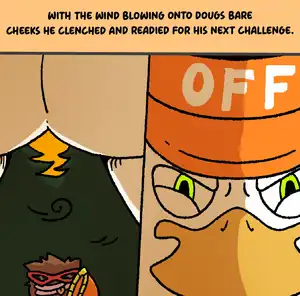 WITH THE WIND BLOWING ONTO DOUGS BARE
CHEEKS HE CLENCHED AND READIED FOR HIS NEXT CHALLENGE.
OFF